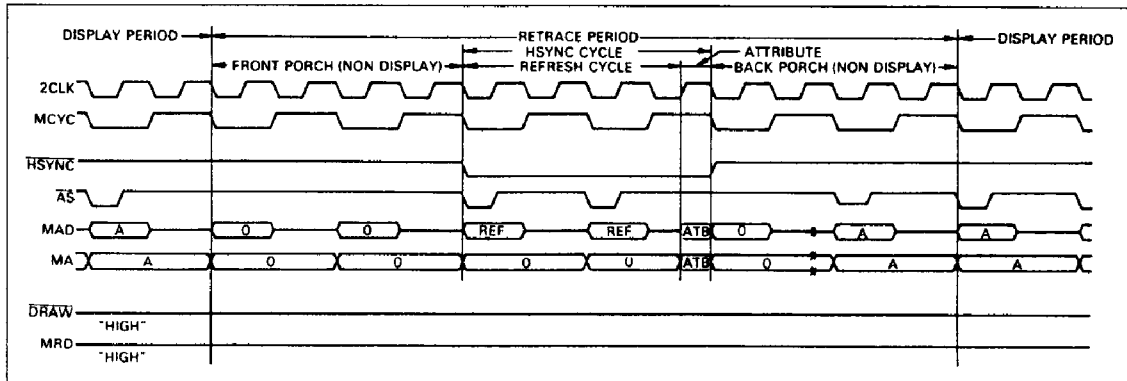 DISPLAY PERIOD RETRACE PERIOD DISPLAY PERIOD
HSYNC CYCLE ATTRIBUTE
FRONT PORCH (NON DISPLAY) REFRESH CYCLE BACK PORCH (NON DISPLAY)
2CLK
MCYC
HSYNC
AS
MAD A 0 0 REF REF ATB 0 A A
MA A 0 0 0 0 ATB 0 A A
DRAW
"HIGH"
MRD
"HIGH"